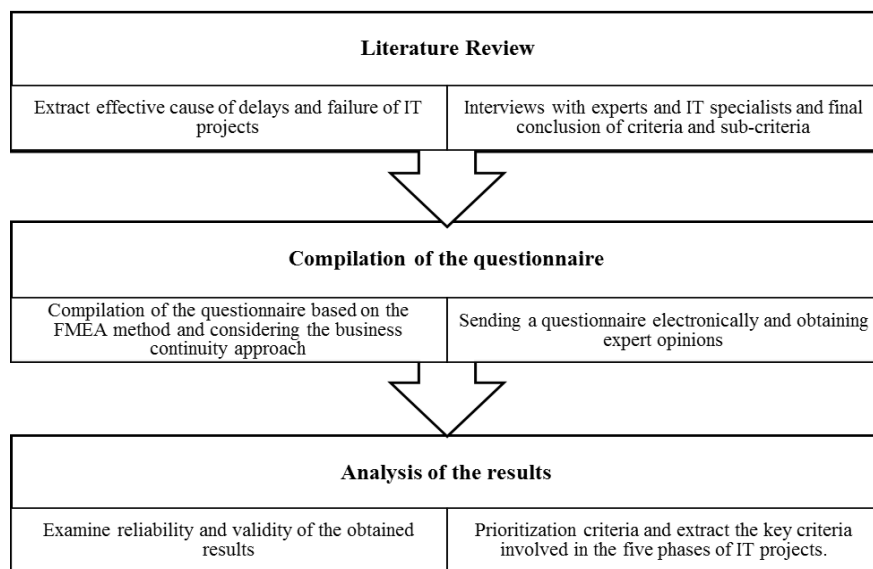 Literature Review
Extract effective cause of delays and failure of IT
projects
Interviews with experts and IT specialists and final
conclusion of criteria and sub-criteria
Compilation of the questionnaire
Compilation of the questionnaire based on the
FMEA method and considering the business
continuity approach
Sending a questionnaire electronically and obtaining
expert opinions
Analysis of the results
Examine reliability and validity of the obtained
results
Prioritization criteria and extract the key criteria
involved in the five phases of IT projects.